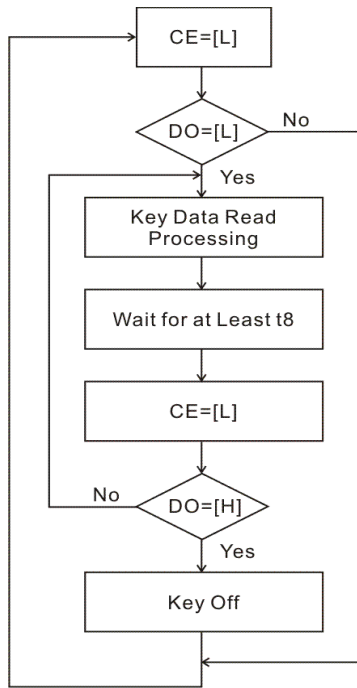 CE=[L]
DO=[L]
No
Yes
Key Data Read
Processing
Wait for at Least t8
CE=[L]
No
DO=[H]
Yes
Key Off